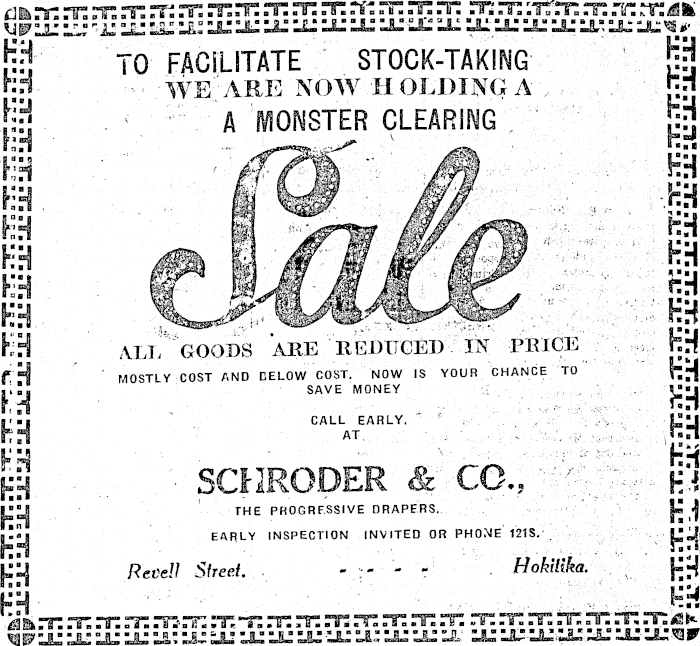 TO FACILITATE STOCK-TAKING
WE ARE NOW HOLDING A
A MONSTER CLEARING
Sale
ALL GOODS ARE REDUCED IN PRICE
MOSTLY COST AND BELOW COST. NOW IS YOUR CHANCE TO
SAVE MONEY
CALL EARLY.
AT
SCHRODER & CO.,
THE PROGRESSIVE DRAPERS.
EARLY INSPECTION INVITED OR PHONE 121S.
Revell Street. - - - - Hokitika.